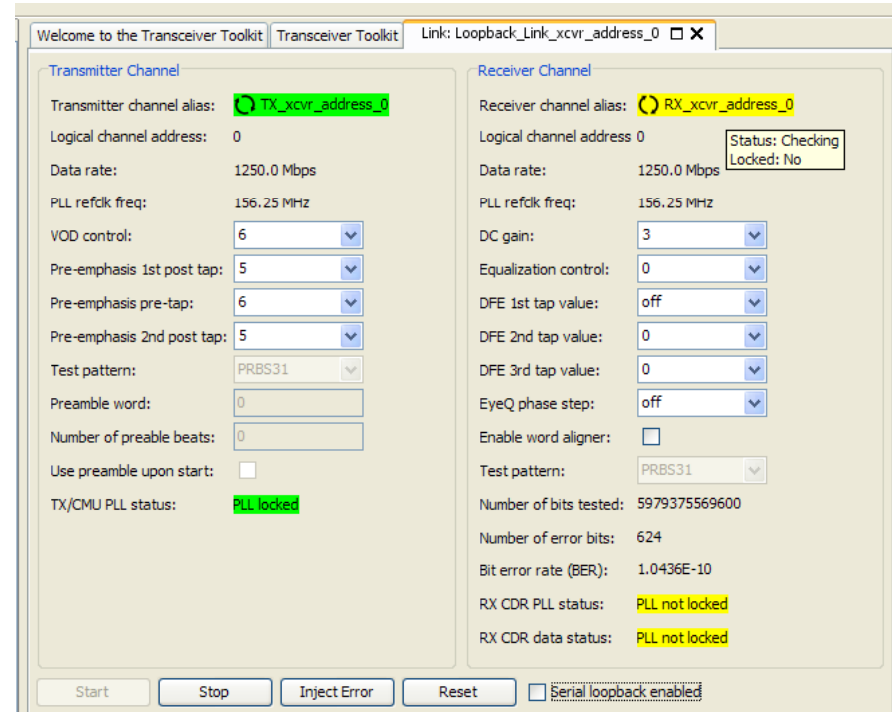 Welcome to the Transceiver Toolkit
Transceiver Toolkit
Link: Loopback_Link_xcvr_address_0
Transmitter Channel
Transmitter channel alias: TX_xcvr_address_0
Logical channel address: 0
Data rate: 1250.0 Mbps
PLL refclk freq: 156.25 MHz
VOD control: 6
Pre-emphasis 1st post tap: 5
Pre-emphasis pre-tap: 6
Pre-emphasis 2nd post tap: 5
Test pattern: PRBS31
Preamble word: 0
Number of preable beats: 0
Use preamble upon start:
TX/CMU PLL status: PLL locked
Receiver Channel
Receiver channel alias: RX_xcvr_address_0
Logical channel address 0
Status: Checking
Locked: No
Data rate: 1250.0 Mbps
PLL refclk freq: 156.25 MHz
DC gain: 3
Equalization control: 0
DFE 1st tap value: off
DFE 2nd tap value: 0
DFE 3rd tap value: 0
EyeQ phase step: off
Enable word aligner:
Test pattern: PRBS31
Number of bits tested: 5979375569600
Number of error bits: 624
Bit error rate (BER): 1.0436E-10
RX CDR PLL status: PLL not locked
RX CDR data status: PLL not locked
Start
Stop
Inject Error
Reset
Serial loopback enabled